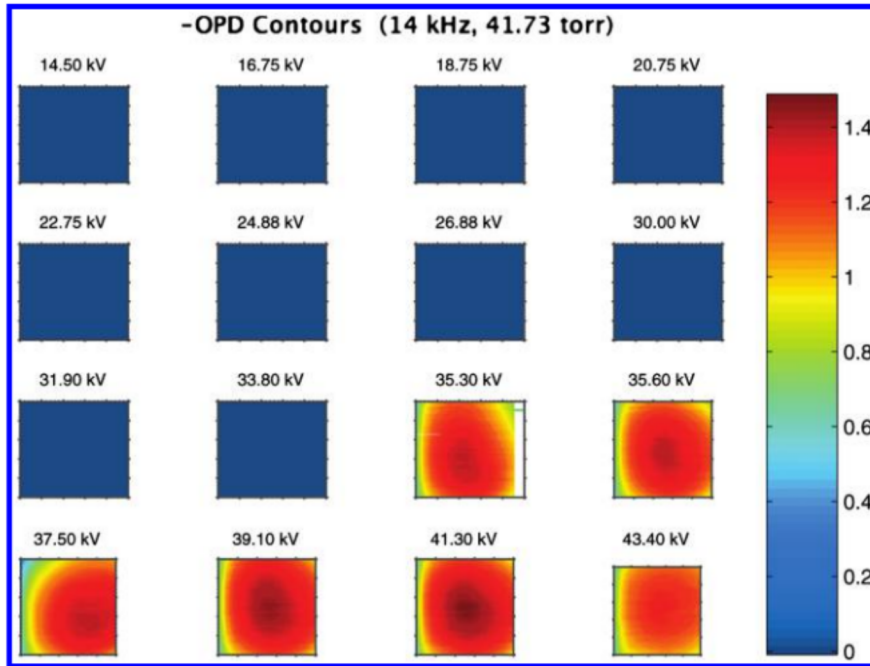 -OPD Contours (14 kHz, 41.73 torr)
14.50 kV 16.75 kV 18.75 kV 20.75 kV
22.75 kV 24.88 kV 26.88 kV 30.00 kV
31.90 kV 33.80 kV 35.30 kV 35.60 kV
37.50 kV 39.10 kV 41.30 kV 43.40 kV
1.4
1.2
1
0.8
0.6
0.4
0.2
0